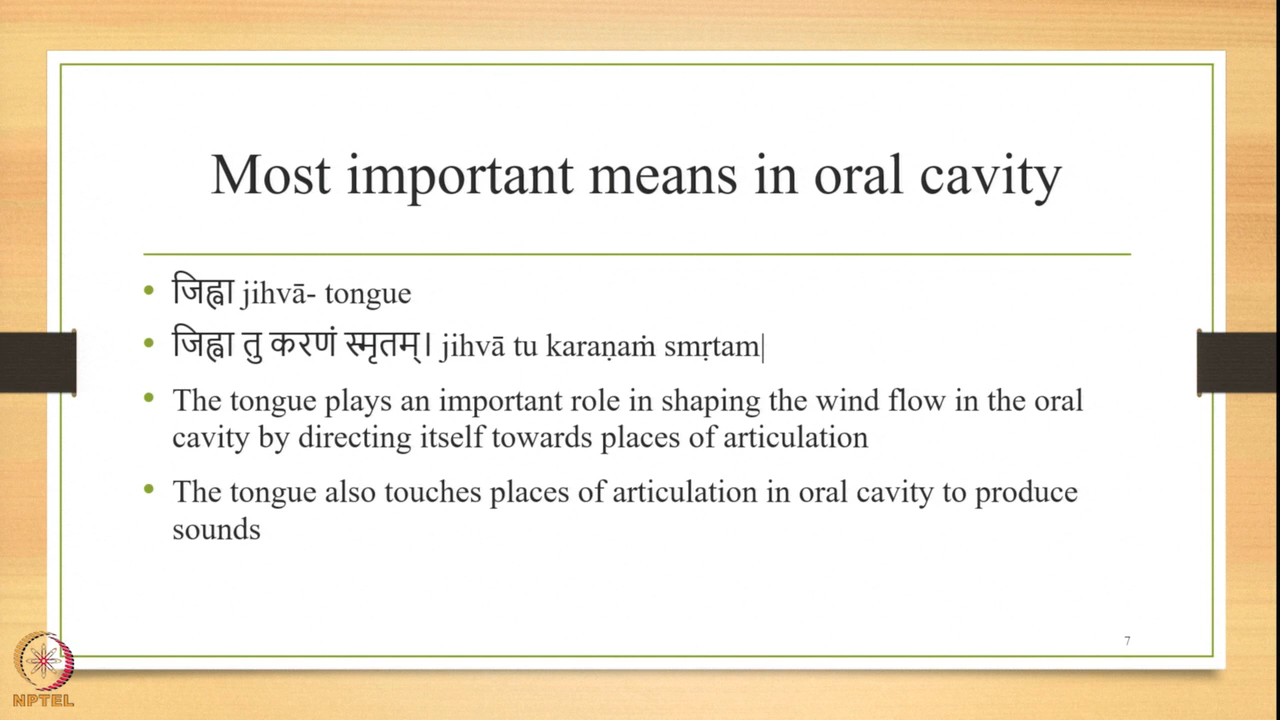 Most important means in oral cavity
• जिह्वा jihvā- tongue
• जिह्वा तु करणं स्मृतम्। jihvā tu karaṇaṁ smṛtam|
• The tongue plays an important role in shaping the wind flow in the oral
cavity by directing itself towards places of articulation
• The tongue also touches places of articulation in oral cavity to produce
sounds
7
NPTEL